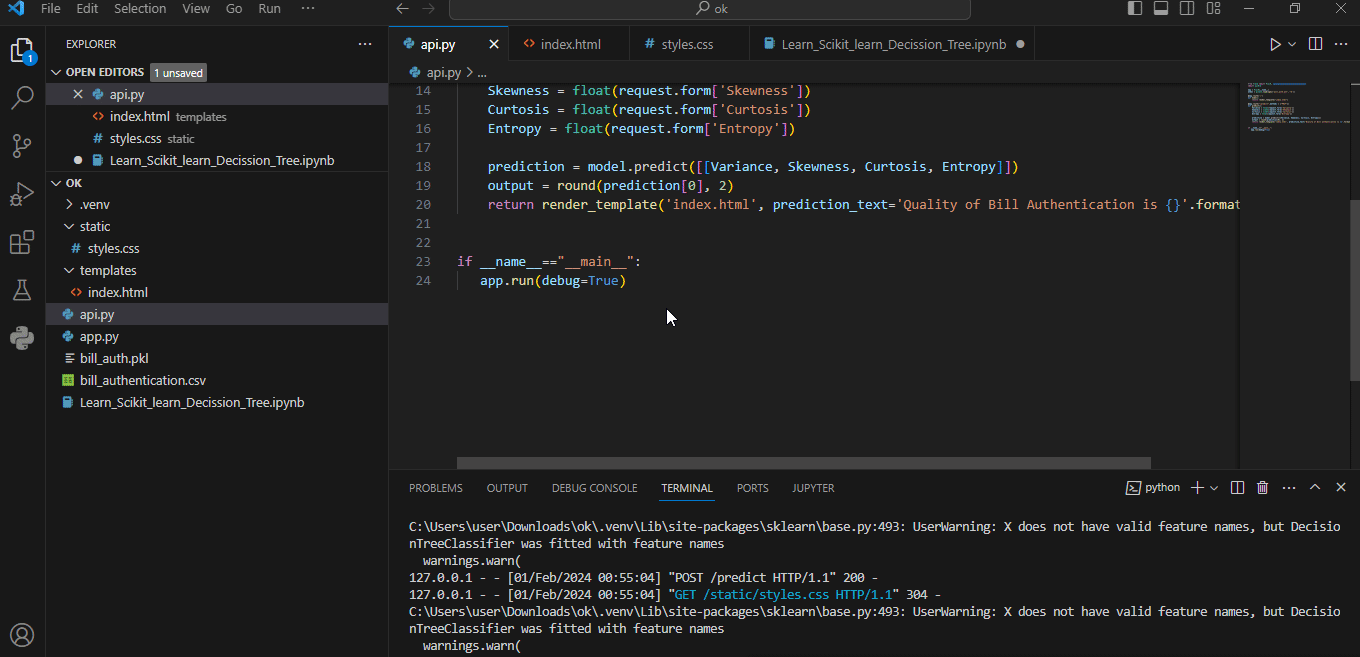 File Edit Selection View Go Run ··· ok
EXPLORER ···
OPEN EDITORS 1 unsaved
api.py
index.html templates
styles.css static
Learn_Scikit_learn_Decission_Tree.ipynb
OK
.venv
static
styles.css
templates
index.html
api.py
app.py
bill_auth.pkl
bill_authentication.csv
Learn_Scikit_learn_Decission_Tree.ipynb
api.py index.html styles.css Learn_Scikit_learn_Decission_Tree.ipynb
api.py > ...
14 Skewness = float(request.form['Skewness'])
15 Curtosis = float(request.form['Curtosis'])
16 Entropy = float(request.form['Entropy'])
17
18 prediction = model.predict([[Variance, Skewness, Curtosis, Entropy]])
19 output = round(prediction[0], 2)
20 return render_template('index.html', prediction_text='Quality of Bill Authentication is {}'.format
21
22
23 if __name__=="__main__":
24 app.run(debug=True)
PROBLEMS OUTPUT DEBUG CONSOLE TERMINAL PORTS JUPYTER python
C:\Users\user\Downloads\ok\.venv\Lib\site-packages\sklearn\base.py:493: UserWarning: X does not have valid feature names, but Decisio
nTreeClassifier was fitted with feature names
warnings.warn(
127.0.0.1 - - [01/Feb/2024 00:55:04] "POST /predict HTTP/1.1" 200 -
127.0.0.1 - - [01/Feb/2024 00:55:04] "GET /static/styles.css HTTP/1.1" 304 -
C:\Users\user\Downloads\ok\.venv\Lib\site-packages\sklearn\base.py:493: UserWarning: X does not have valid feature names, but Decisio
nTreeClassifier was fitted with feature names
warnings.warn(